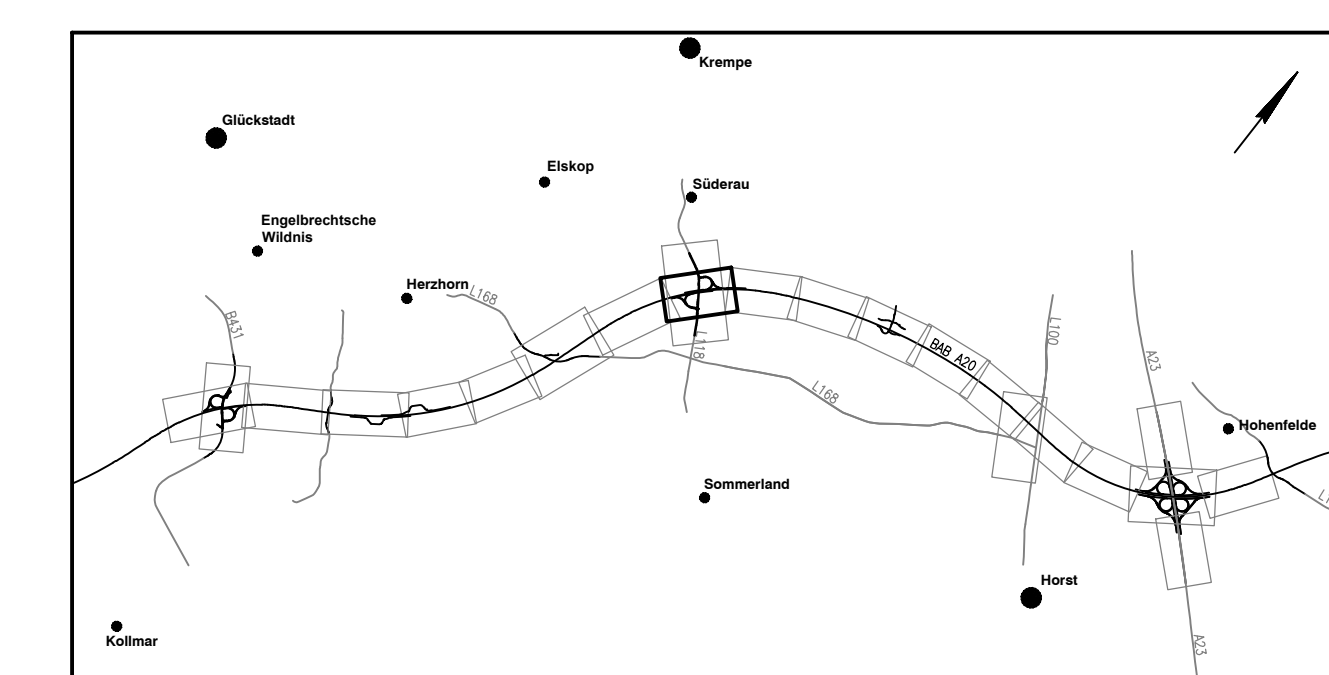 Krempe
Glückstadt
Elskop
Süderau
Engelbrechtsche
Wildnis
Herzhorn
L168
B431
L118
BAB A20
L100
A23
L168
Hohenfelde
Sommerland
Horst
Kollmar
A23